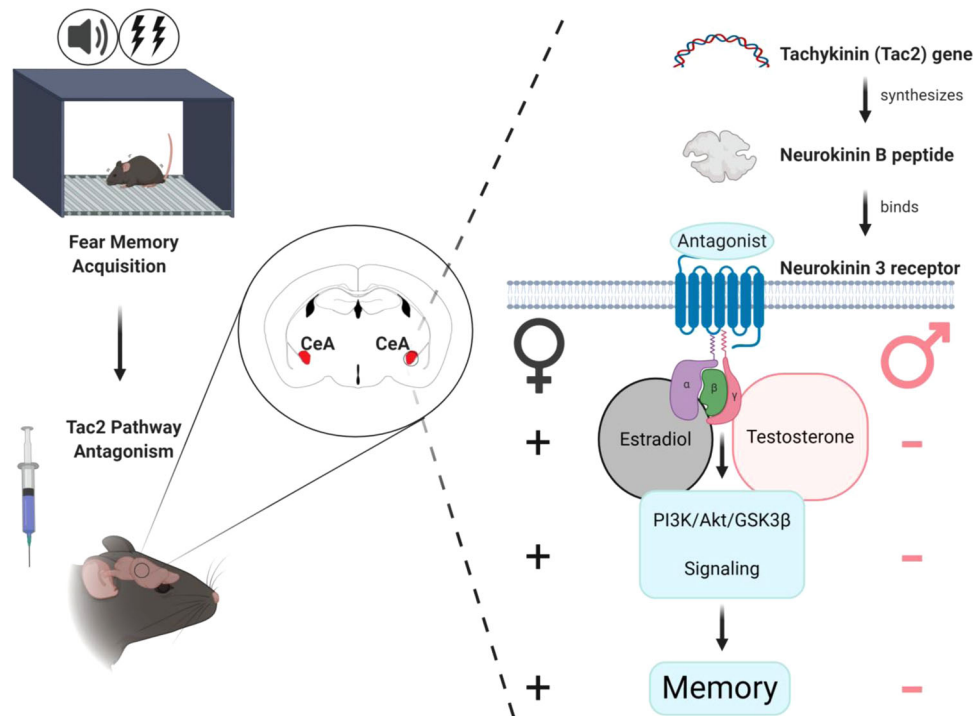 Fear Memory
Acquisition
Tac2 Pathway
Antagonism
CeA
CeA
Tachykinin (Tac2) gene
synthesizes
Neurokinin B peptide
binds
Antagonist
Neurokinin 3 receptor
α
β
γ
Estradiol
Testosterone
+
−
PI3K/Akt/GSK3β
Signaling
+
−
Memory
+
−